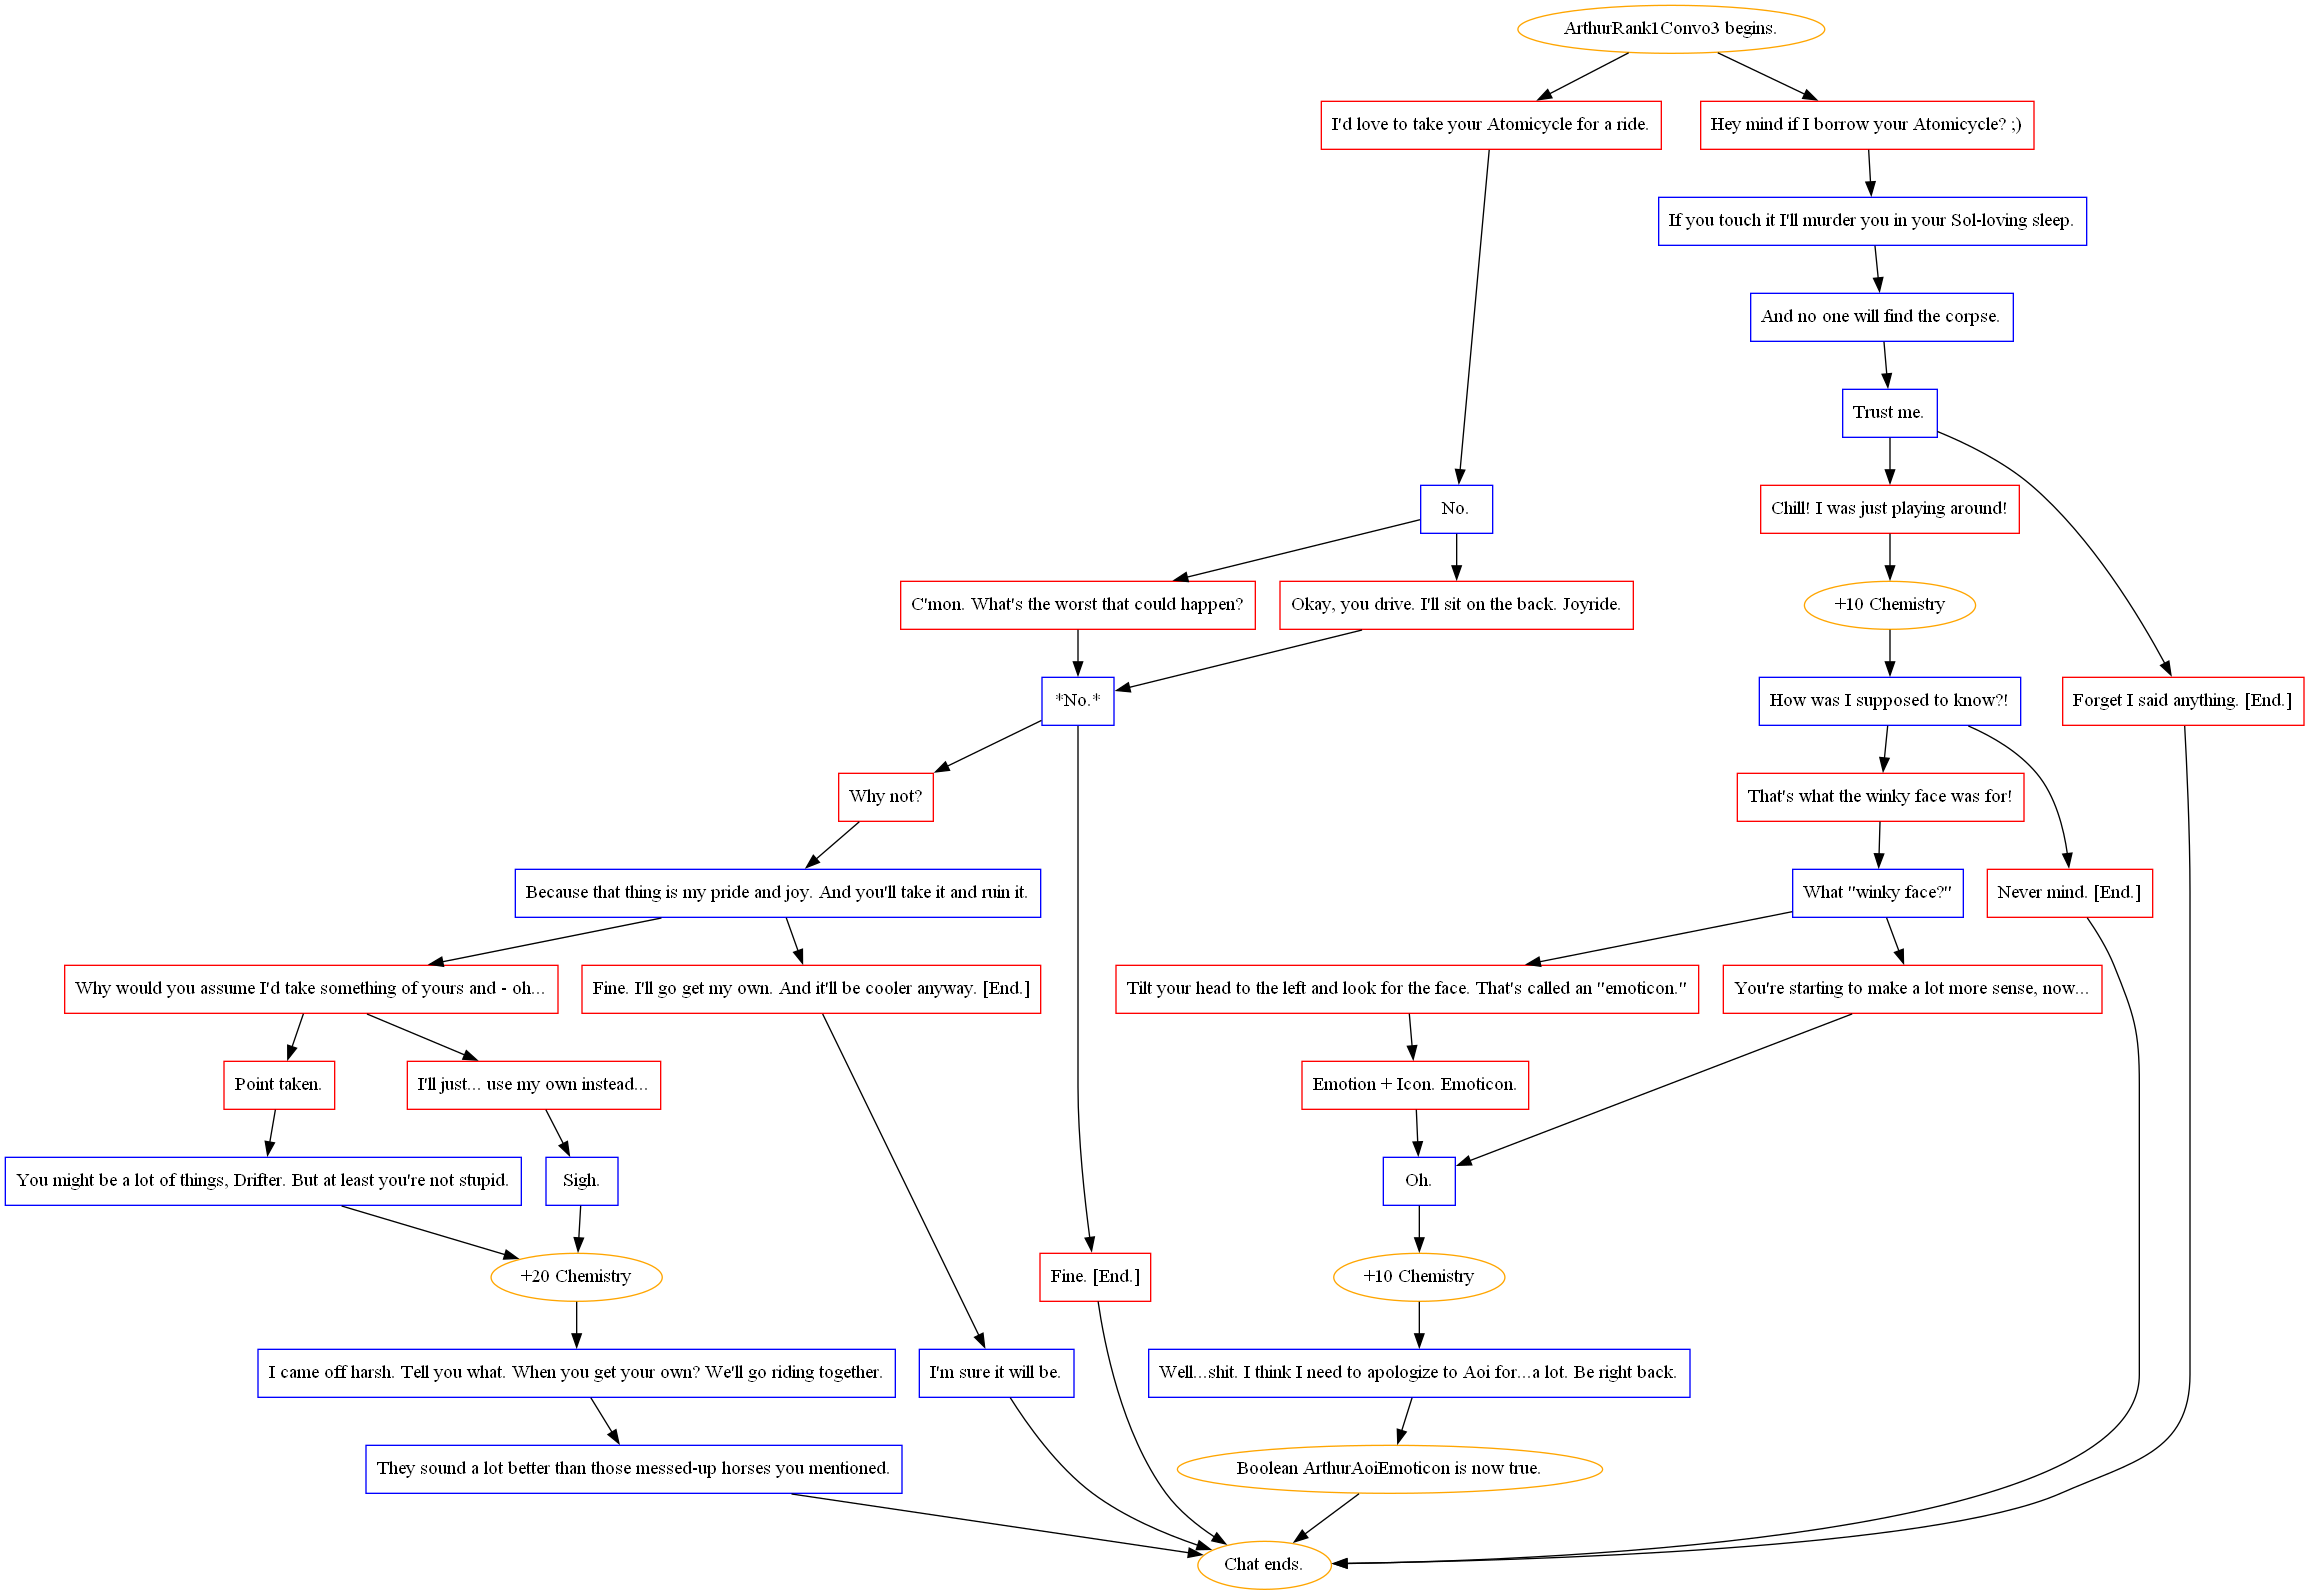 ArthurRank1Convo3 begins.
I'd love to take your Atomicycle for a ride.
Hey mind if I borrow your Atomicycle? ;)
If you touch it I'll murder you in your Sol-loving sleep.
And no one will find the corpse.
Trust me.
No.
Chill! I was just playing around!
C'mon. What's the worst that could happen?
Okay, you drive. I'll sit on the back. Joyride.
+10 Chemistry
*No.*
How was I supposed to know?!
Forget I said anything. [End.]
Why not?
That's what the winky face was for!
Because that thing is my pride and joy. And you'll take it and ruin it.
What "winky face?"
Never mind. [End.]
Why would you assume I'd take something of yours and - oh...
Fine. I'll go get my own. And it'll be cooler anyway. [End.]
Tilt your head to the left and look for the face. That's called an "emoticon."
You're starting to make a lot more sense, now...
Point taken.
I'll just... use my own instead...
Emotion + Icon. Emoticon.
You might be a lot of things, Drifter. But at least you're not stupid.
Sigh.
Oh.
+20 Chemistry
Fine. [End.]
+10 Chemistry
I came off harsh. Tell you what. When you get your own? We'll go riding together.
I'm sure it will be.
Well...shit. I think I need to apologize to Aoi for...a lot. Be right back.
They sound a lot better than those messed-up horses you mentioned.
Boolean ArthurAoiEmoticon is now true.
Chat ends.